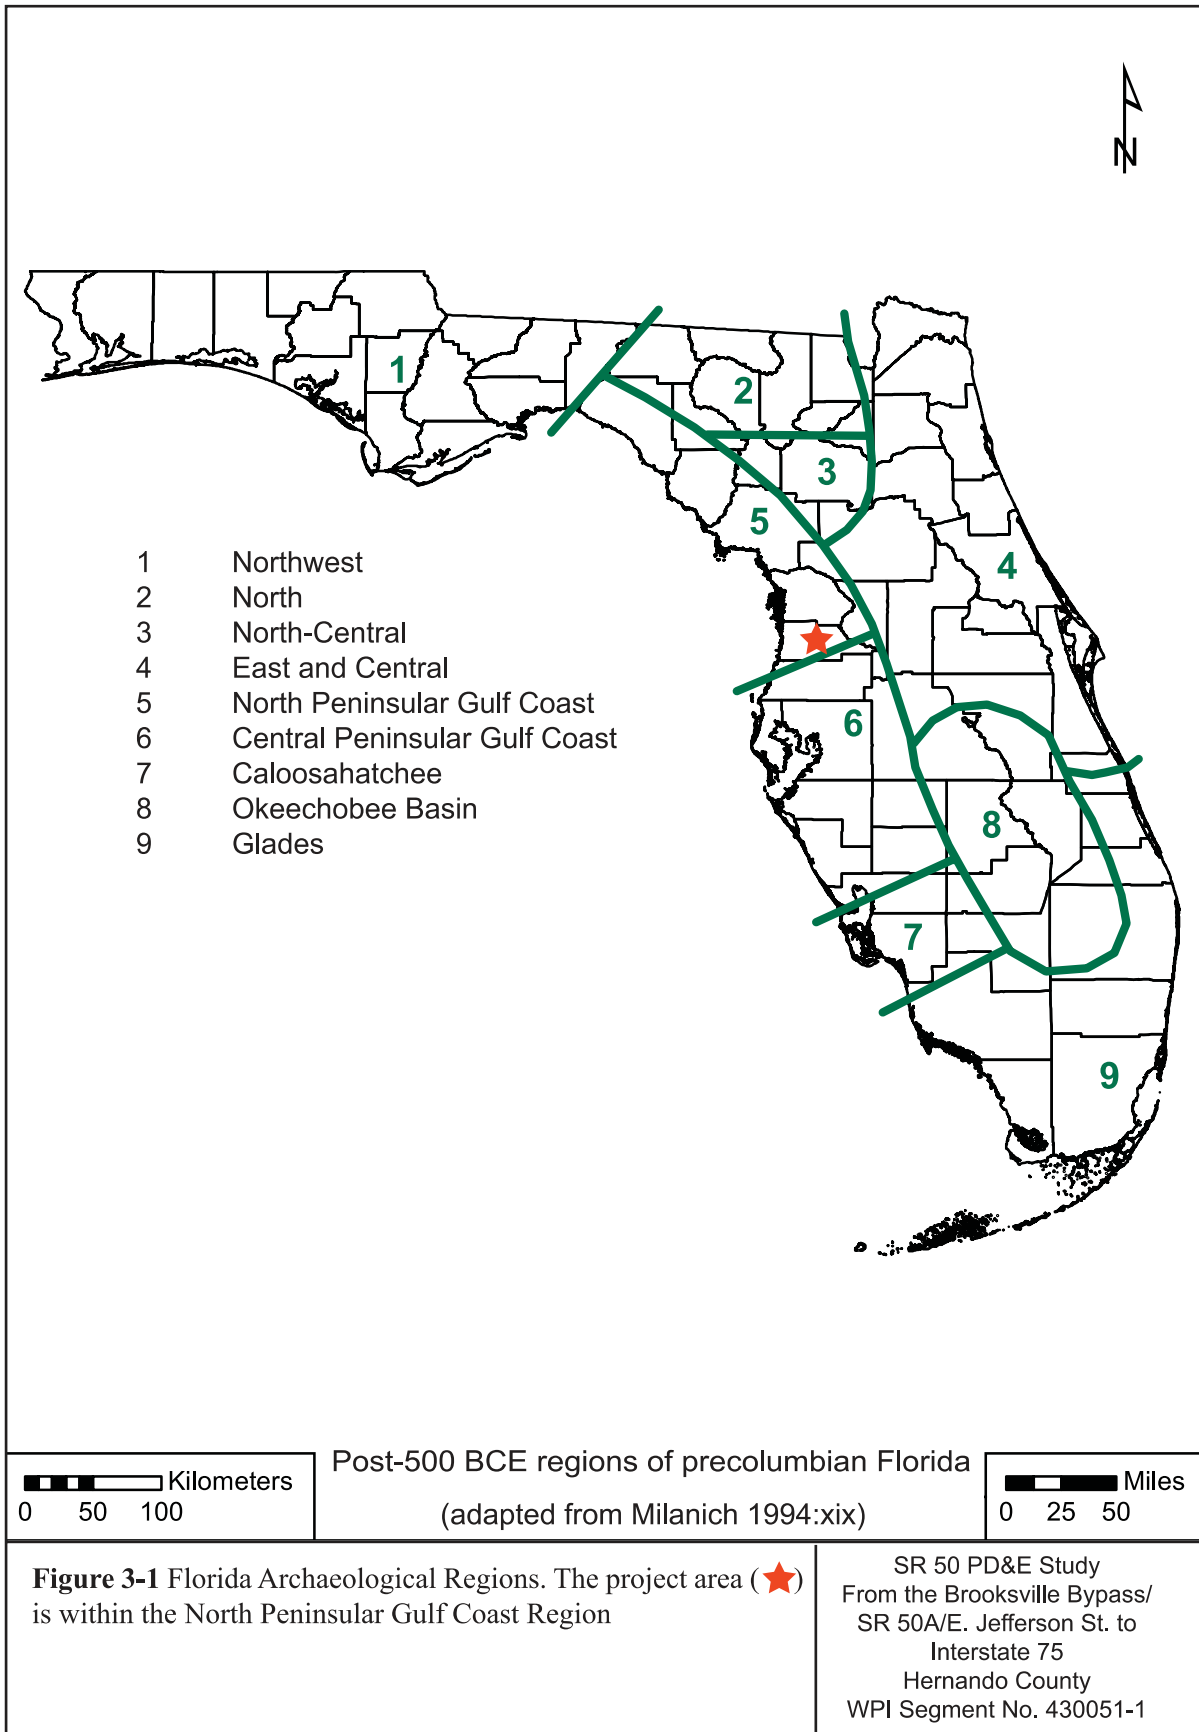 N
1
2
3
4
5
6
7
8
9
1 Northwest
2 North
3 North-Central
4 East and Central
5 North Peninsular Gulf Coast
6 Central Peninsular Gulf Coast
7 Caloosahatchee
8 Okeechobee Basin
9 Glades
Kilometers
0 50 100
Post-500 BCE regions of precolumbian Florida
(adapted from Milanich 1994:xix)
Miles
0 25 50
Figure 3-1 Florida Archaeological Regions. The project area (★)
is within the North Peninsular Gulf Coast Region
SR 50 PD&E Study
From the Brooksville Bypass/
SR 50A/E. Jefferson St. to
Interstate 75
Hernando County
WPI Segment No. 430051-1